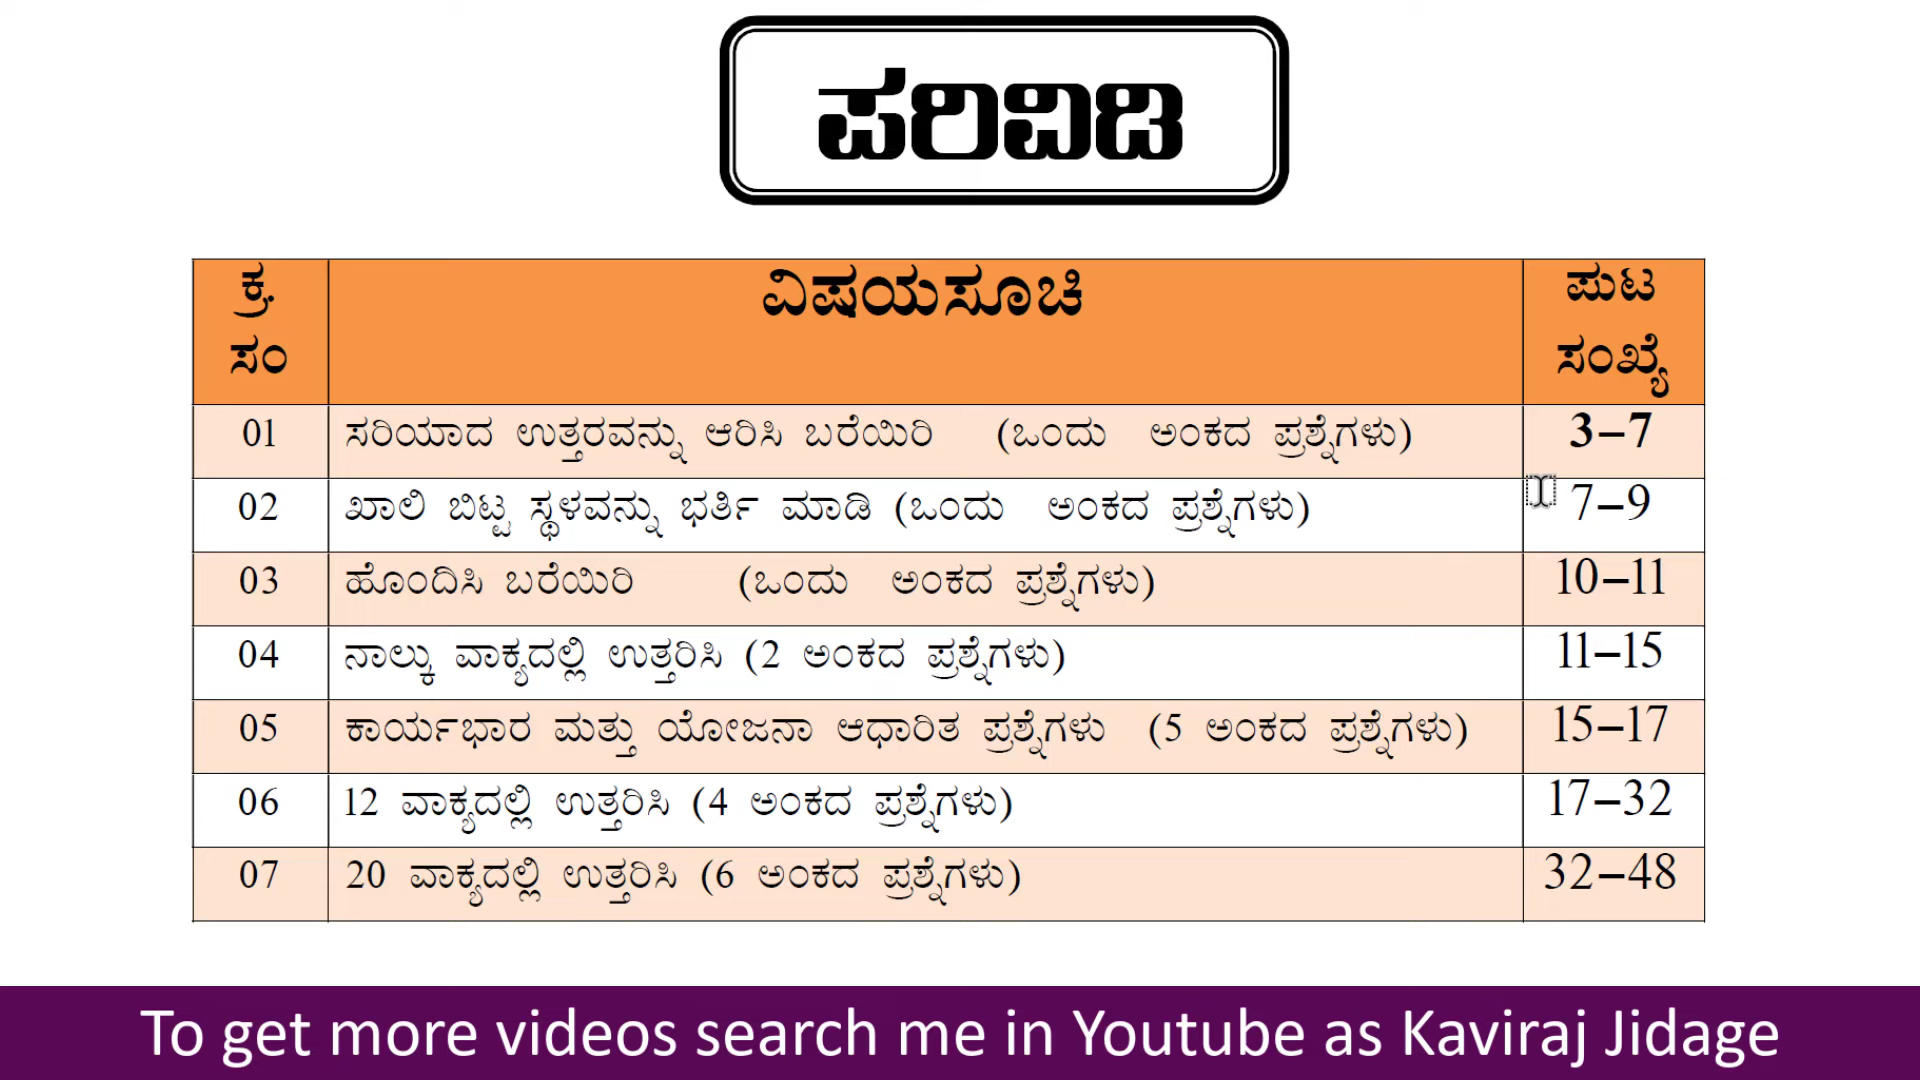 ಪರಿವಿಡಿ
ಕ್ರ ಸಂ ವಿಷಯಸೂಚಿ ಪುಟ ಸಂಖ್ಯೆ
01 ಸರಿಯಾದ ಉತ್ತರವನ್ನು ಆರಿಸಿ ಬರೆಯಿರಿ (ಒಂದು ಅಂಕದ ಪ್ರಶ್ನೆಗಳು) 3–7
02 ಖಾಲಿ ಬಿಟ್ಟ ಸ್ಥಳವನ್ನು ಭರ್ತಿ ಮಾಡಿ (ಒಂದು ಅಂಕದ ಪ್ರಶ್ನೆಗಳು) 7–9
03 ಹೊಂದಿಸಿ ಬರೆಯಿರಿ (ಒಂದು ಅಂಕದ ಪ್ರಶ್ನೆಗಳು) 10–11
04 ನಾಲ್ಕು ವಾಕ್ಯದಲ್ಲಿ ಉತ್ತರಿಸಿ (2 ಅಂಕದ ಪ್ರಶ್ನೆಗಳು) 11–15
05 ಕಾರ್ಯಭಾರ ಮತ್ತು ಯೋಜನಾ ಆಧಾರಿತ ಪ್ರಶ್ನೆಗಳು (5 ಅಂಕದ ಪ್ರಶ್ನೆಗಳು) 15–17
06 12 ವಾಕ್ಯದಲ್ಲಿ ಉತ್ತರಿಸಿ (4 ಅಂಕದ ಪ್ರಶ್ನೆಗಳು) 17–32
07 20 ವಾಕ್ಯದಲ್ಲಿ ಉತ್ತರಿಸಿ (6 ಅಂಕದ ಪ್ರಶ್ನೆಗಳು) 32–48
To get more videos search me in Youtube as Kaviraj Jidage